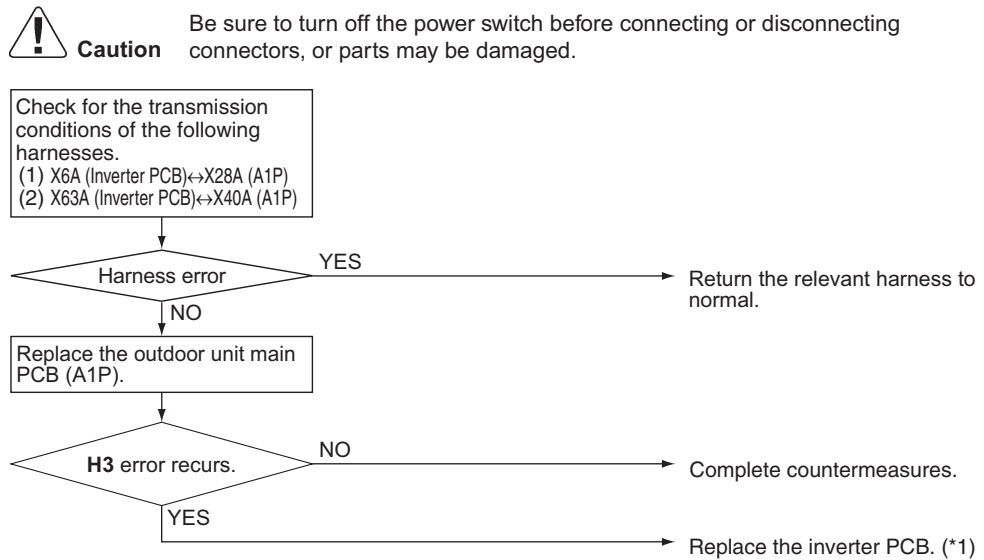 Be sure to turn off the power switch before connecting or disconnecting
Caution connectors, or parts may be damaged.
Check for the transmission
conditions of the following
harnesses.
(1) X6A (Inverter PCB)↔X28A (A1P)
(2) X63A (Inverter PCB)↔X40A (A1P)
Harness error
YES
Return the relevant harness to
normal.
NO
Replace the outdoor unit main
PCB (A1P).
H3 error recurs.
NO
Complete countermeasures.
YES
Replace the inverter PCB. (*1)